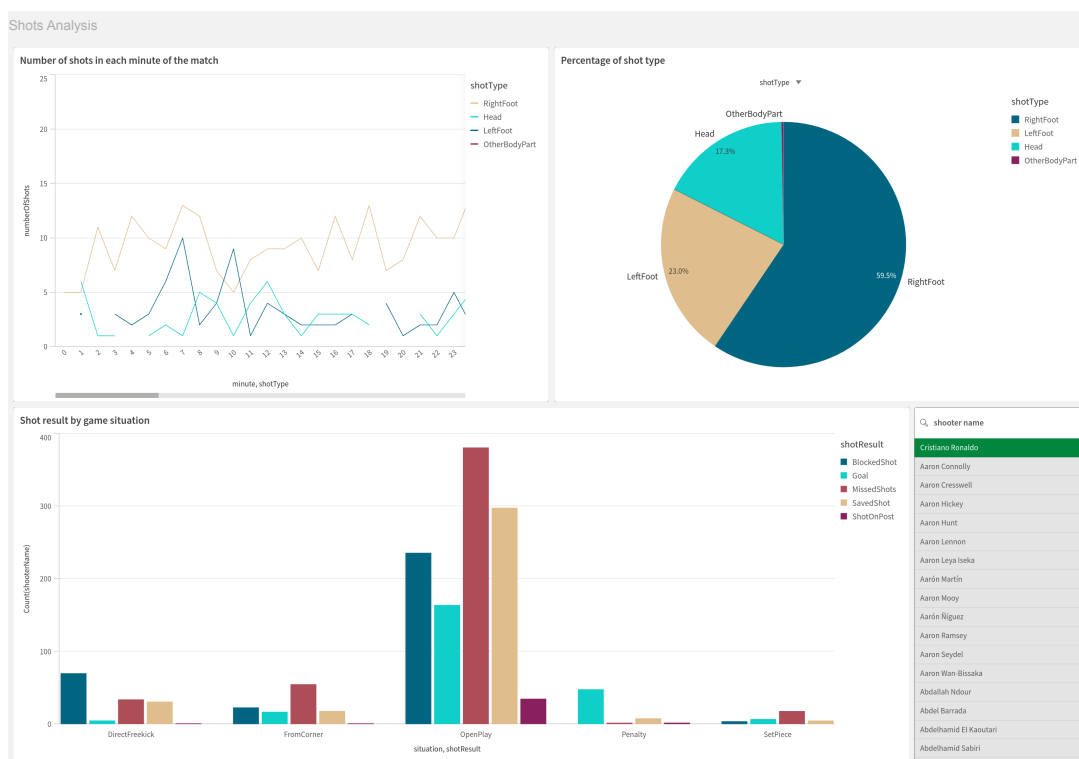 Shots Analysis
Number of shots in each minute of the match
25
20
15
10
5
0
numberOfShots
0 1 2 3 4 5 6 7 8 9 10 11 12 13 14 15 16 17 18 19 20 21 22 23
minute, shotType
shotType
RightFoot
Head
LeftFoot
OtherBodyPart
Percentage of shot type
shotType
OtherBodyPart
Head
17.3%
LeftFoot
23.0%
59.5%
RightFoot
shotType
RightFoot
LeftFoot
Head
OtherBodyPart
Shot result by game situation
400
300
200
100
0
Count(shooterName)
DirectFreekick FromCorner OpenPlay Penalty SetPiece
situation, shotResult
shotResult
BlockedShot
Goal
MissedShots
SavedShot
ShotOnPost
shooter name
Cristiano Ronaldo
Aaron Connolly
Aaron Cresswell
Aaron Hickey
Aaron Hunt
Aaron Lennon
Aaron Leya Iseka
Aarón Martín
Aaron Mooy
Aarón Ñíguez
Aaron Ramsey
Aaron Seydel
Aaron Wan-Bissaka
Abdallah Ndour
Abdel Barrada
Abdelhamid El Kaoutari
Abdelhamid Sabiri